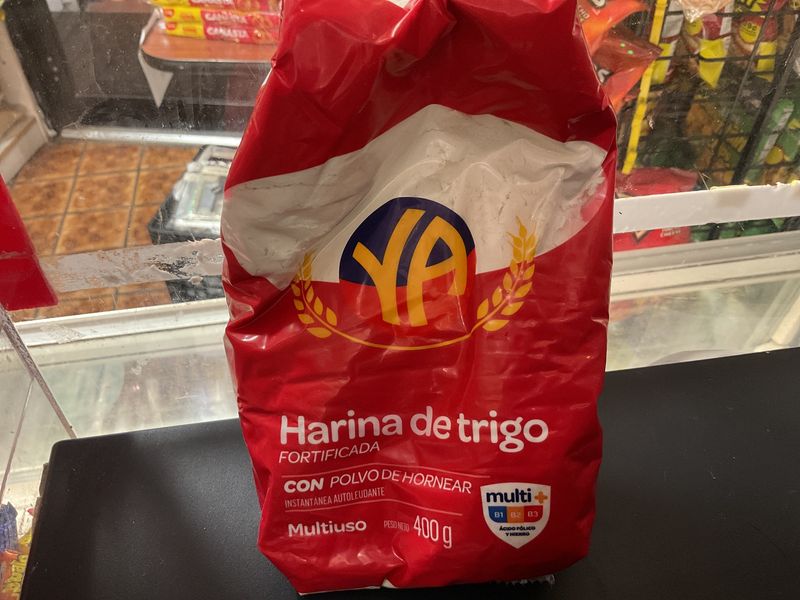 CANASTA
YA
Harina de trigo
FORTIFICADA
CON POLVO DE HORNEAR
INSTANTANEA AUTOLEUDANTE
Multiuso PESO NETO 400 g
multi+
B1 B2 B3
ÁCIDO FÓLICO
Y HIERRO